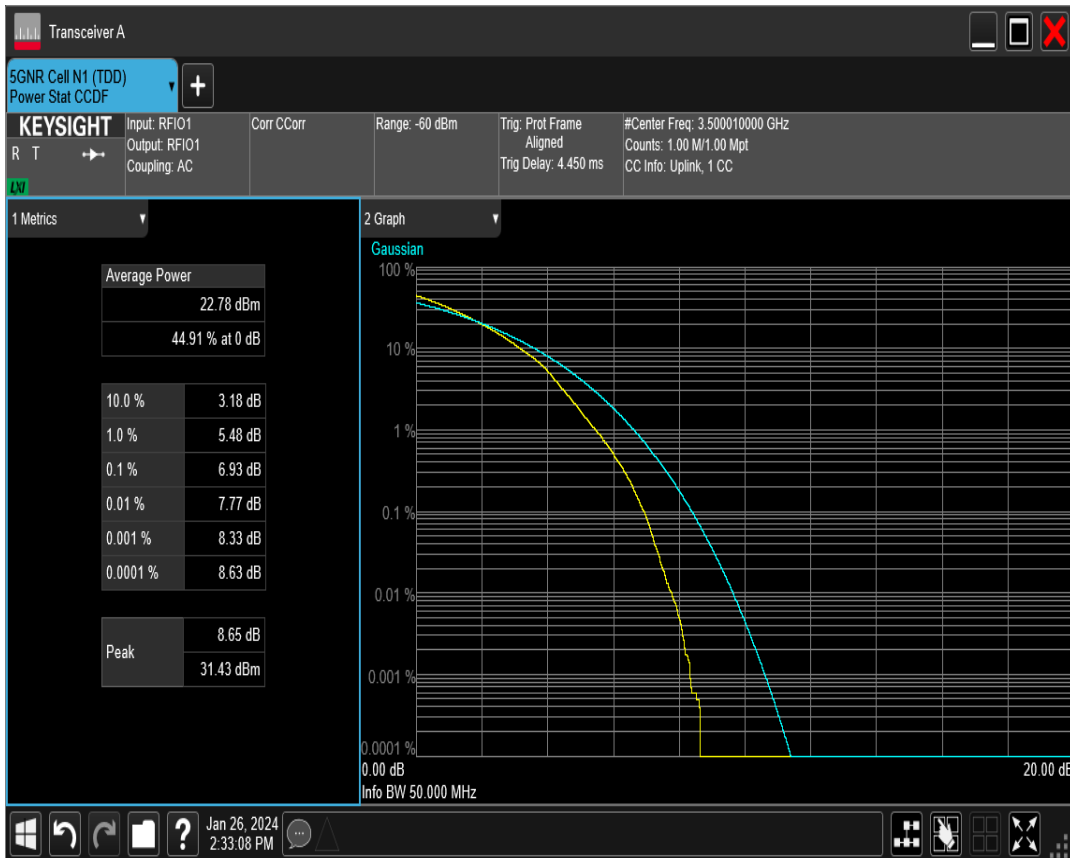 Transceiver A
5GNR Cell N1 (TDD)
Power Stat CCDF
+
KEYSIGHT
R T
LXI
Input: RFIO1
Output: RFIO1
Coupling: AC
Corr CCorr
Range: -60 dBm
Trig: Prot Frame
Aligned
Trig Delay: 4.450 ms
#Center Freq: 3.500010000 GHz
Counts: 1.00 M/1.00 Mpt
CC Info: Uplink, 1 CC
1 Metrics
Average Power
22.78 dBm
44.91 % at 0 dB
10.0 % 3.18 dB
1.0 % 5.48 dB
0.1 % 6.93 dB
0.01 % 7.77 dB
0.001 % 8.33 dB
0.0001 % 8.63 dB
Peak
8.65 dB
31.43 dBm
2 Graph
Gaussian
100 %
10 %
1 %
0.1 %
0.01 %
0.001 %
0.0001 %
0.00 dB 20.00 dB
Info BW 50.000 MHz
?
Jan 26, 2024
2:33:08 PM